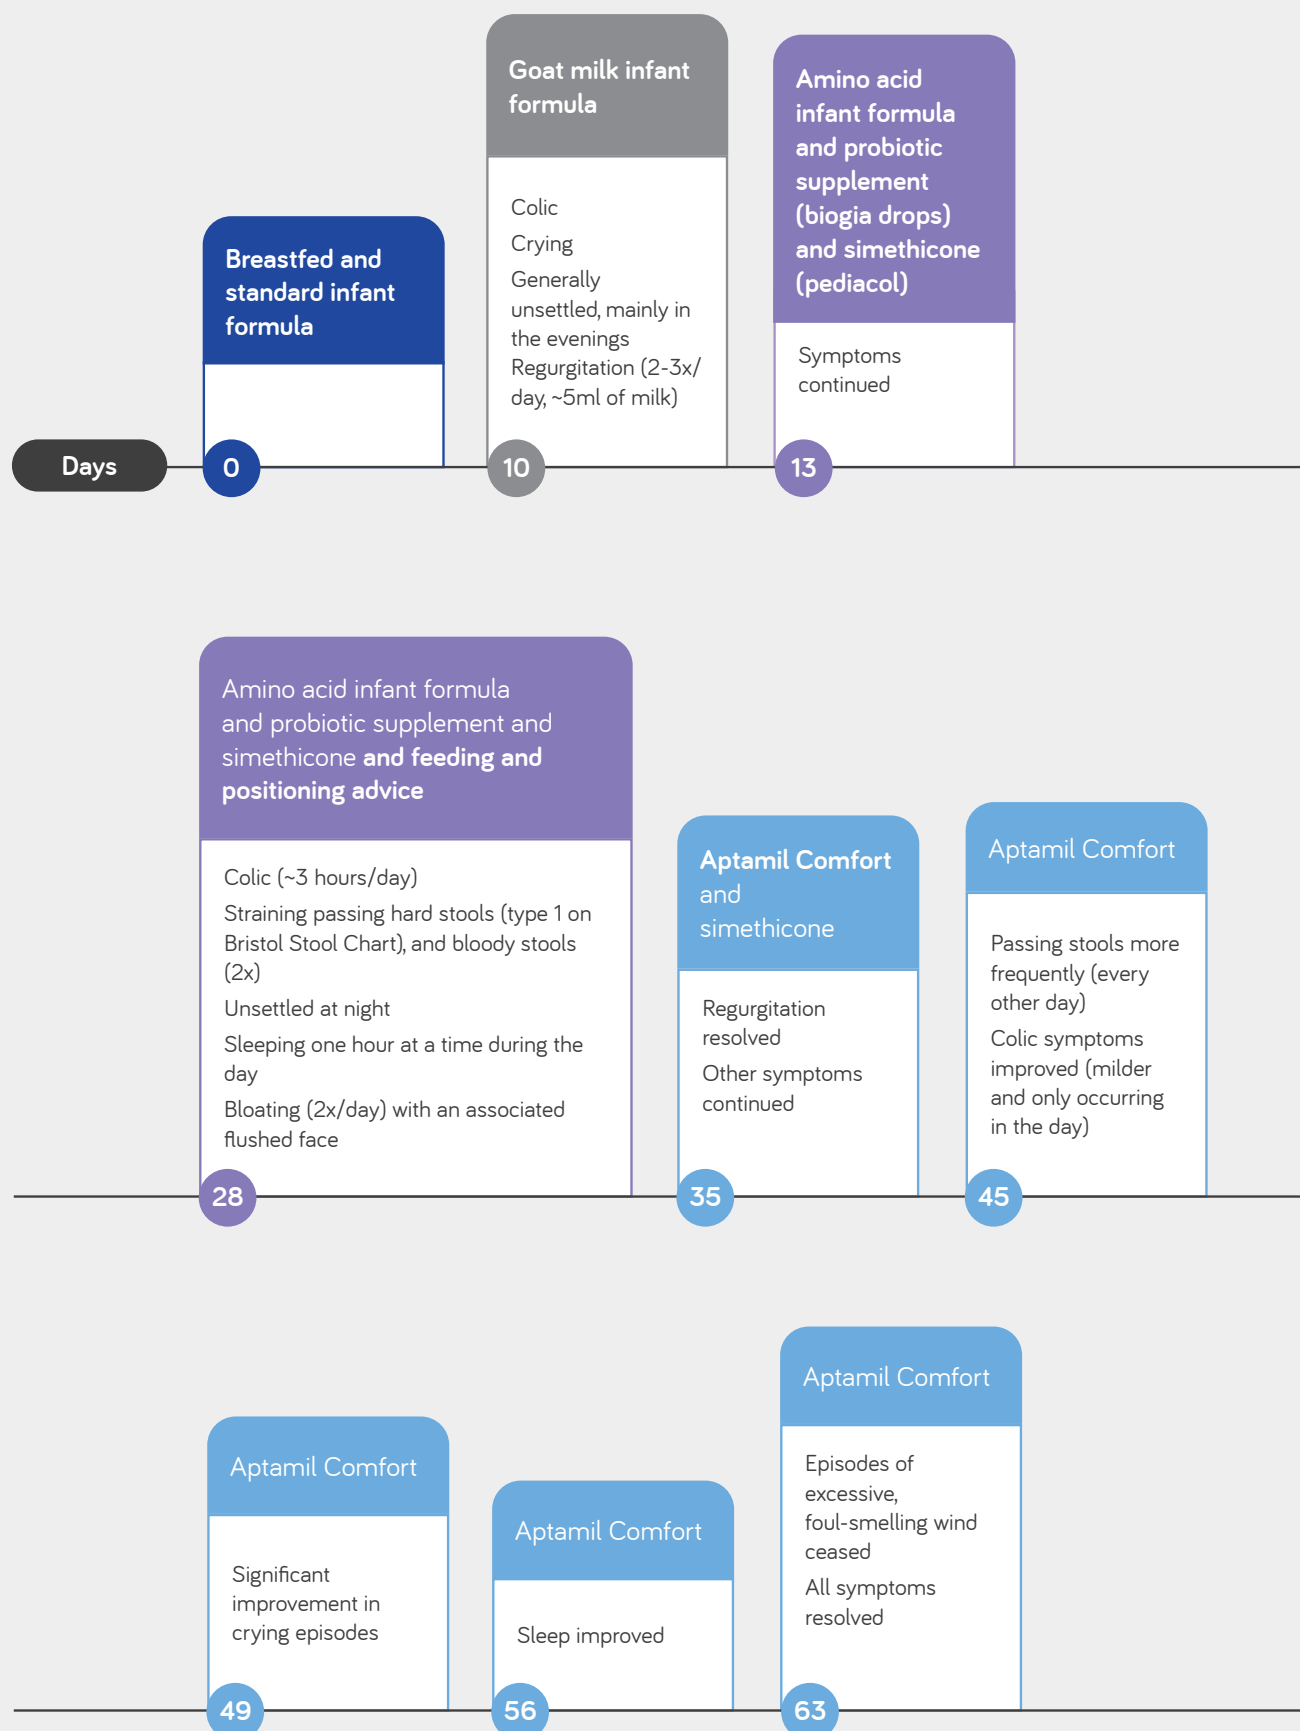 Breastfed and
standard infant
formula
Goat milk infant
formula
Colic
Crying
Generally
unsettled, mainly in
the evenings
Regurgitation (2-3x/
day, ~5ml of milk)
Amino acid
infant formula
and probiotic
supplement
(biogia drops)
and simethicone
(pediacol)
Symptoms
continued
Days
0
10
13
Amino acid infant formula
and probiotic supplement and
simethicone and feeding and
positioning advice
Colic (~3 hours/day)
Straining passing hard stools (type 1 on
Bristol Stool Chart), and bloody stools
(2x)
Unsettled at night
Sleeping one hour at a time during the
day
Bloating (2x/day) with an associated
flushed face
Aptamil Comfort
and
simethicone
Regurgitation
resolved
Other symptoms
continued
Aptamil Comfort
Passing stools more
frequently (every
other day)
Colic symptoms
improved (milder
and only occurring
in the day)
28
35
45
Aptamil Comfort
Significant
improvement in
crying episodes
Aptamil Comfort
Sleep improved
Aptamil Comfort
Episodes of
excessive,
foul-smelling wind
ceased
All symptoms
resolved
49
56
63